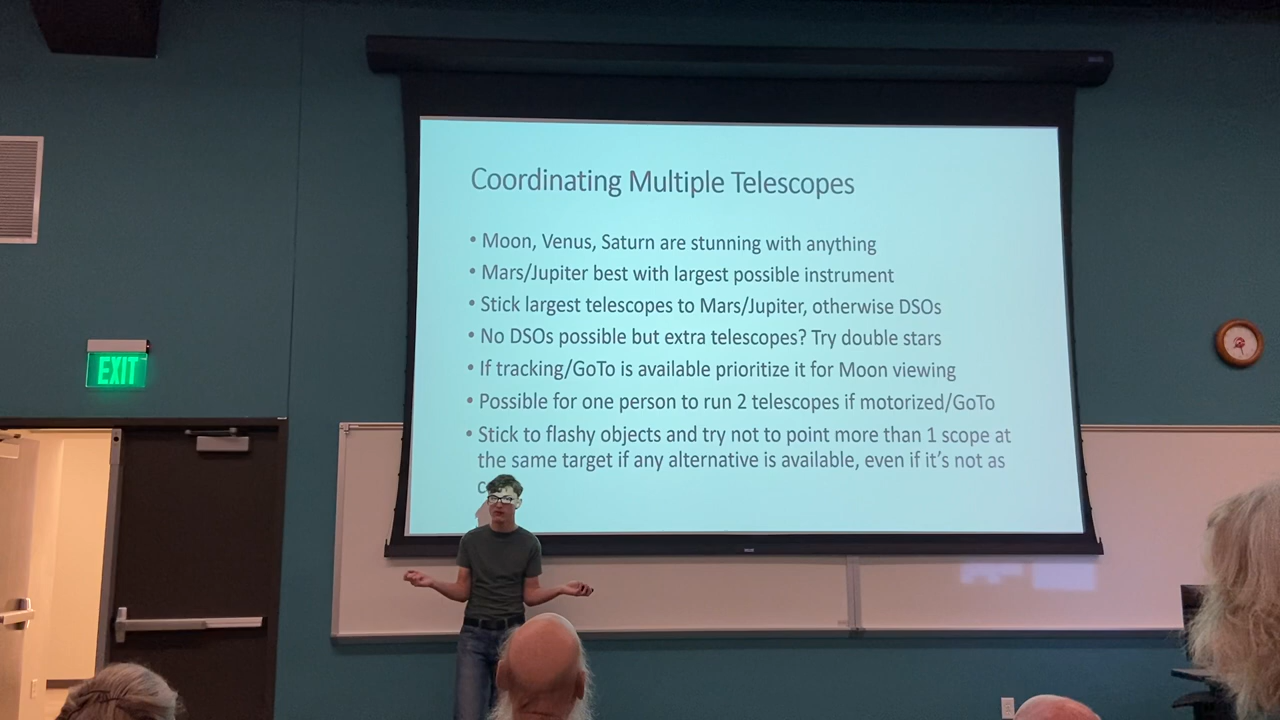 Coordinating Multiple Telescopes
• Moon, Venus, Saturn are stunning with anything
• Mars/Jupiter best with largest possible instrument
• Stick largest telescopes to Mars/Jupiter, otherwise DSOs
• No DSOs possible but extra telescopes? Try double stars
• If tracking/GoTo is available prioritize it for Moon viewing
• Possible for one person to run 2 telescopes if motorized/GoTo
• Stick to flashy objects and try not to point more than 1 scope at
the same target if any alternative is available, even if it's not as
EXIT